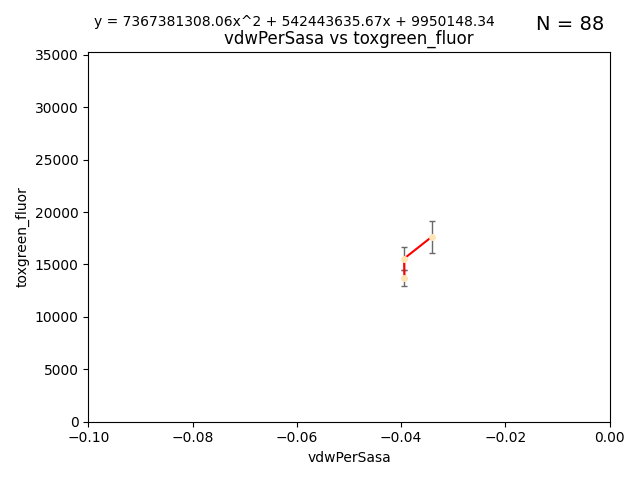 y = 7367381308.06x^2 + 542443635.67x + 9950148.34
N = 88
vdwPerSasa vs toxgreen_fluor
35000
30000
25000
20000
15000
10000
5000
0
toxgreen_fluor
−0.10
−0.08
−0.06
−0.04
−0.02
0.00
vdwPerSasa